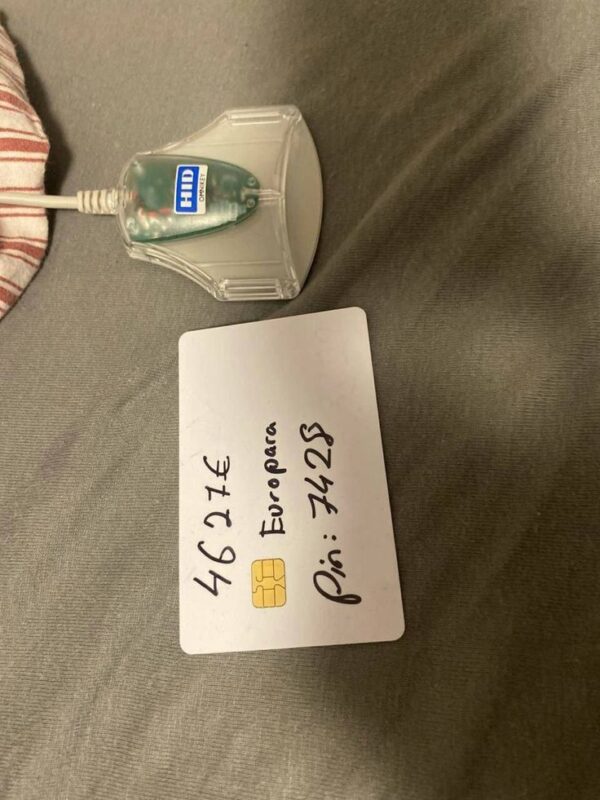 HID
OMNIKEY
4627€
Europara
Pin: 7428